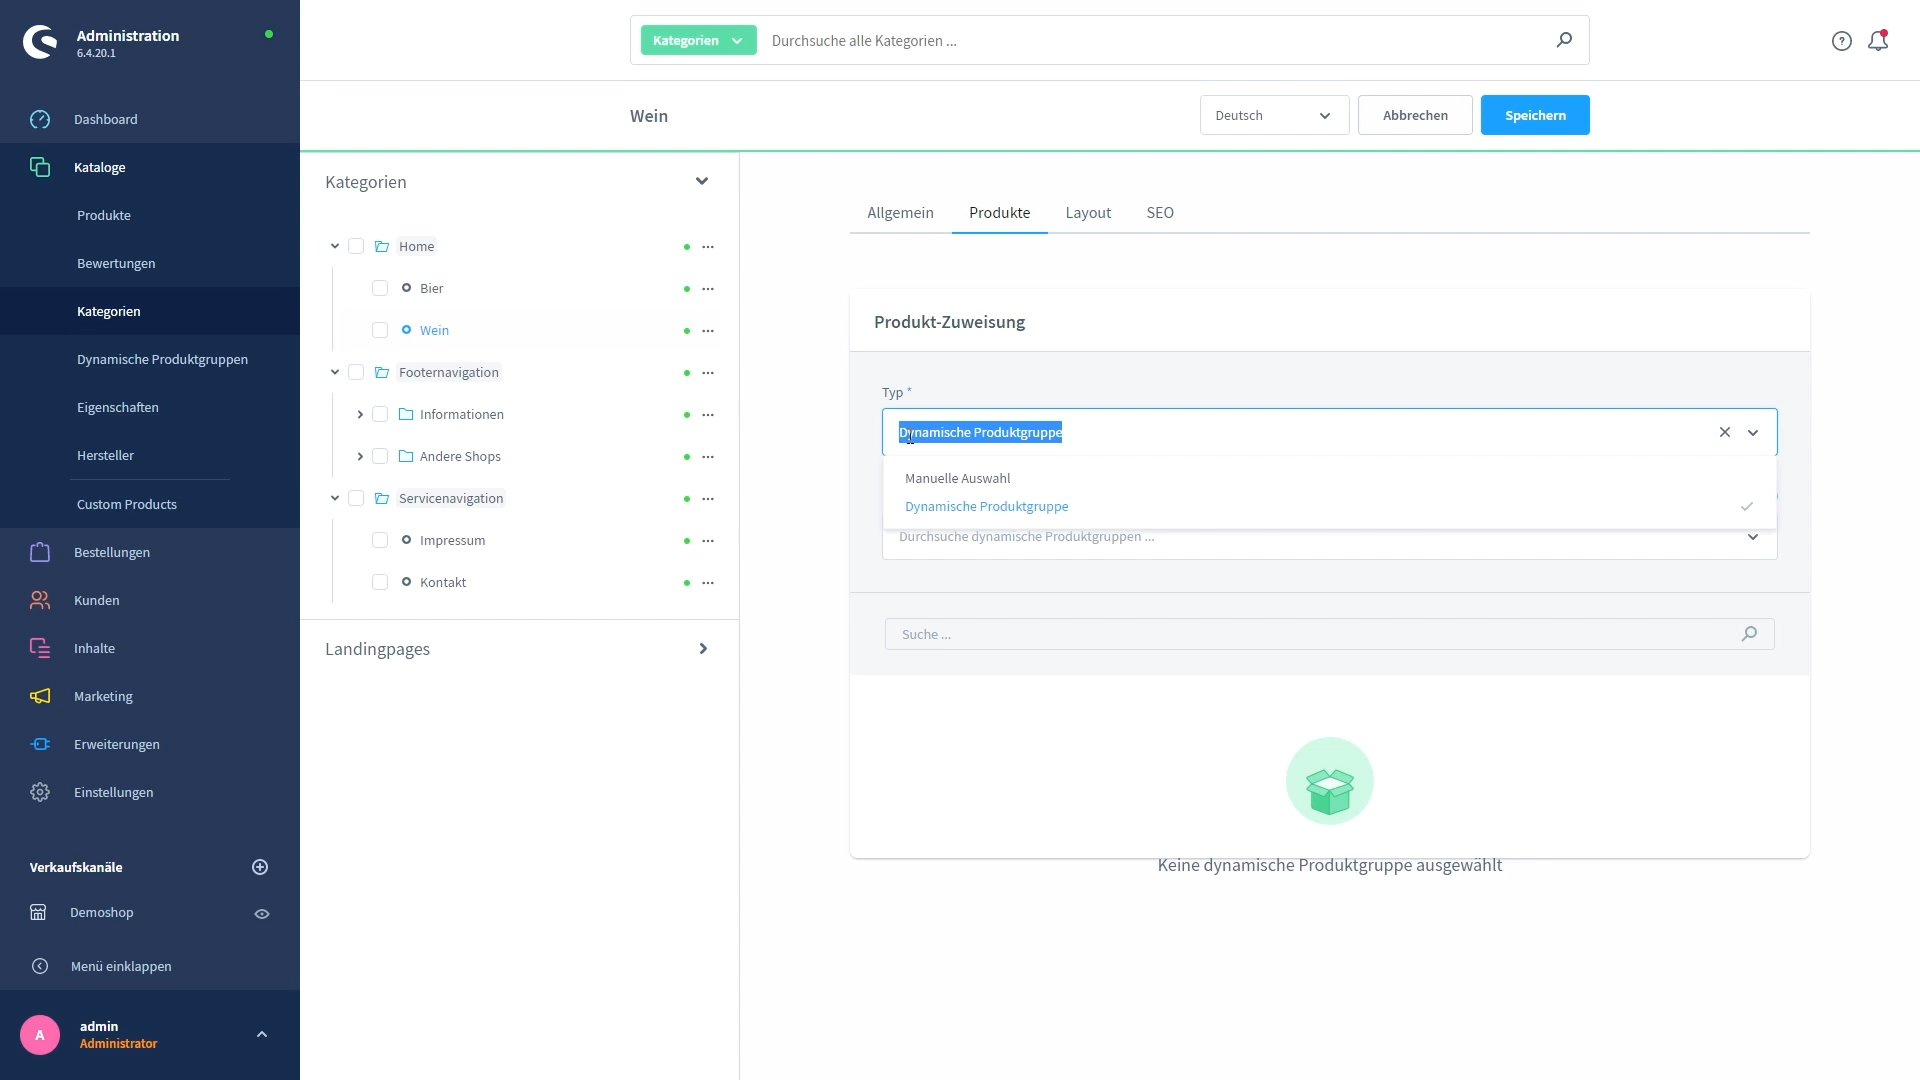 Administration
6.4.20.1
Dashboard
Kataloge
Produkte
Bewertungen
Kategorien
Dynamische Produktgruppen
Eigenschaften
Hersteller
Custom Products
Bestellungen
Kunden
Inhalte
Marketing
Erweiterungen
Einstellungen
Verkaufskanäle
Demoshop
Menü einklappen
A
admin
Administrator
Kategorien
Durchsuche alle Kategorien ...
Wein
Deutsch
Abbrechen
Speichern
Kategorien
Home
Bier
Wein
Footernavigation
Informationen
Andere Shops
Servicenavigation
Impressum
Kontakt
Landingpages
Allgemein
Produkte
Layout
SEO
Produkt-Zuweisung
Typ *
Dynamische Produktgruppe
Manuelle Auswahl
Dynamische Produktgruppe
Durchsuche dynamische Produktgruppen ...
Suche ...
Keine dynamische Produktgruppe ausgewählt